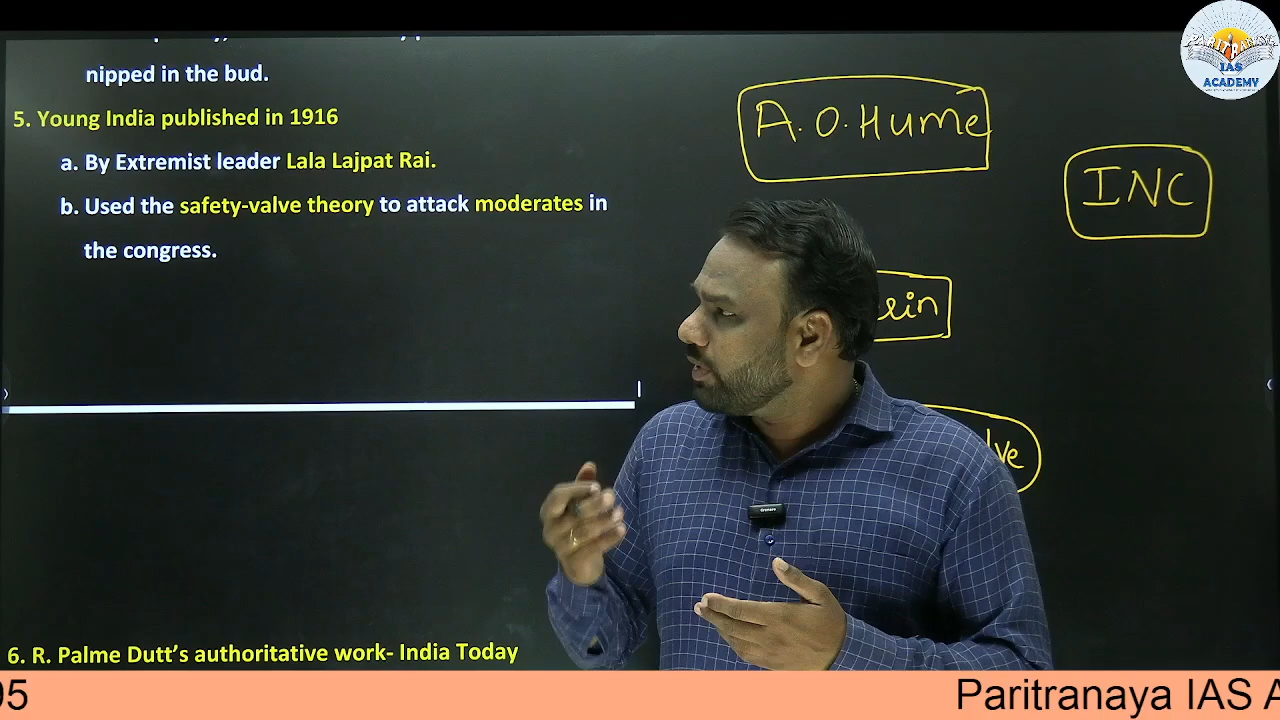 nipped in the bud.
5. Young India published in 1916
a. By Extremist leader Lala Lajpat Rai.
b. Used the safety-valve theory to attack moderates in
the congress.
6. R. Palme Dutt’s authoritative work- India Today
A.O.Hume
INC
PARITRANAYA
IAS
ACADEMY
95
Paritranaya IAS A